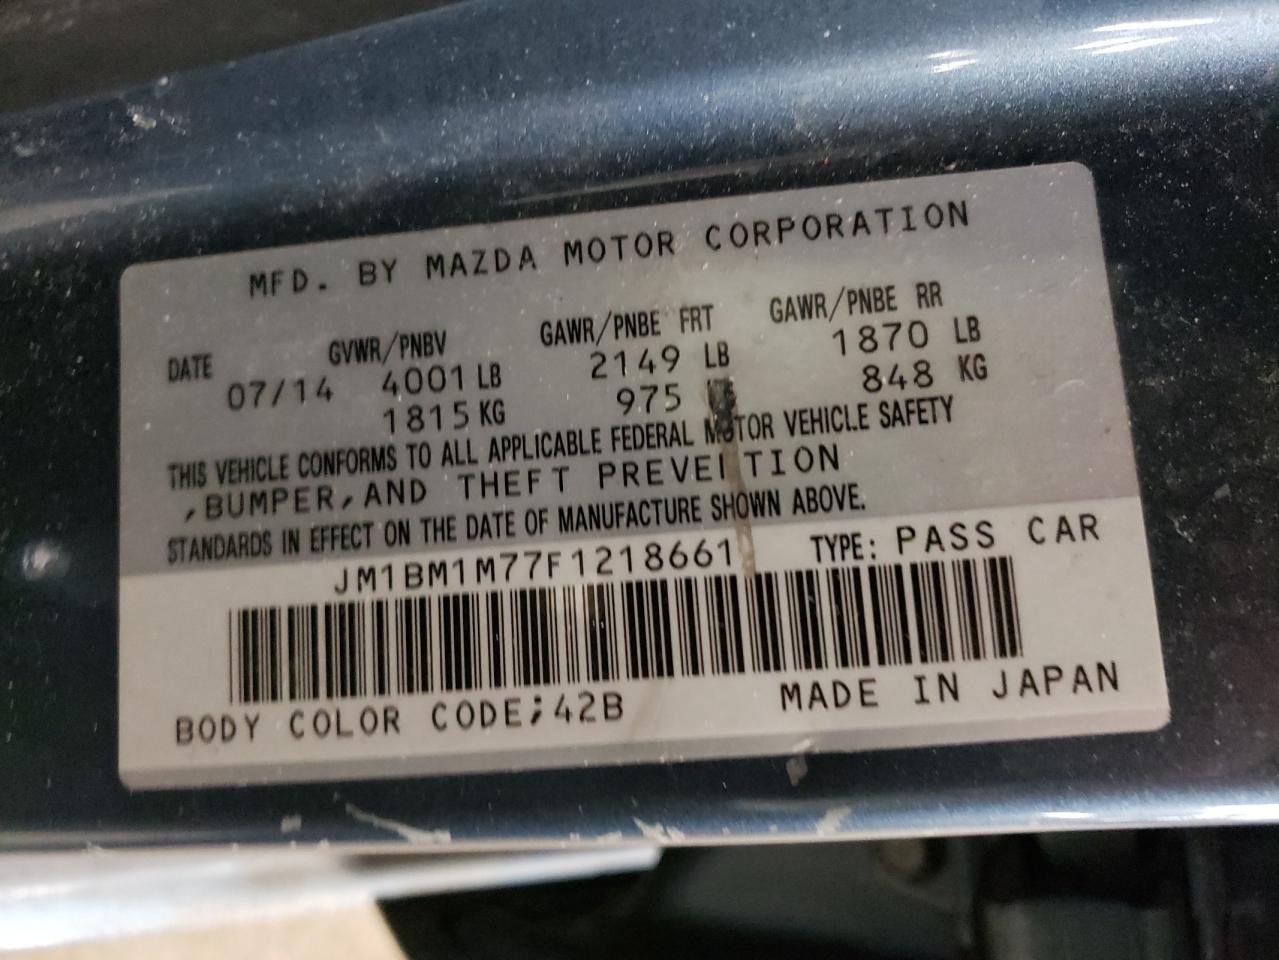 MFD. BY MAZDA MOTOR CORPORATION
DATE GVWR/PNBV GAWR/PNBE FRT GAWR/PNBE RR
07/14 4001 LB 2149 LB 1870 LB
1815 KG 975 848 KG
THIS VEHICLE CONFORMS TO ALL APPLICABLE FEDERAL MOTOR VEHICLE SAFETY
,BUMPER,AND THEFT PREVENTION
STANDARDS IN EFFECT ON THE DATE OF MANUFACTURE SHOWN ABOVE.
JM1BM1M77F1218661 TYPE: PASS CAR
BODY COLOR CODE;42B MADE IN JAPAN